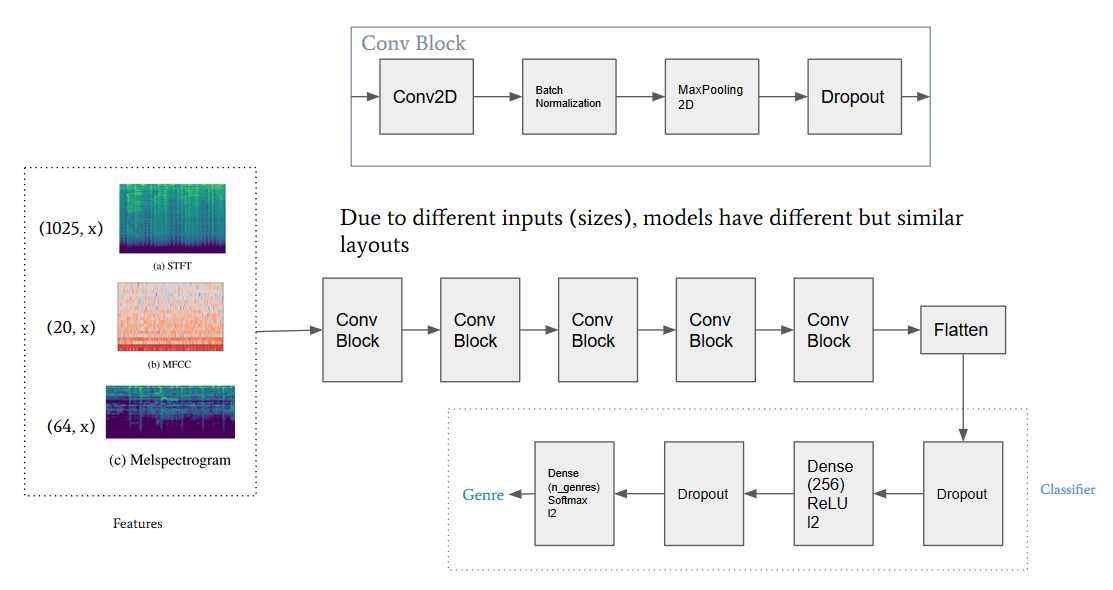 Conv Block
Conv2D
Batch
Normalization
MaxPooling
2D
Dropout
(1025, x)
(a) STFT
(20, x)
(b) MFCC
(64, x)
(c) Melspectrogram
Features
Due to different inputs (sizes), models have different but similar
layouts
Conv
Block
Conv
Block
Conv
Block
Conv
Block
Conv
Block
Flatten
Genre
Dense
(n_genres)
Softmax
l2
Dropout
Dense
(256)
ReLU
l2
Dropout
Classifier